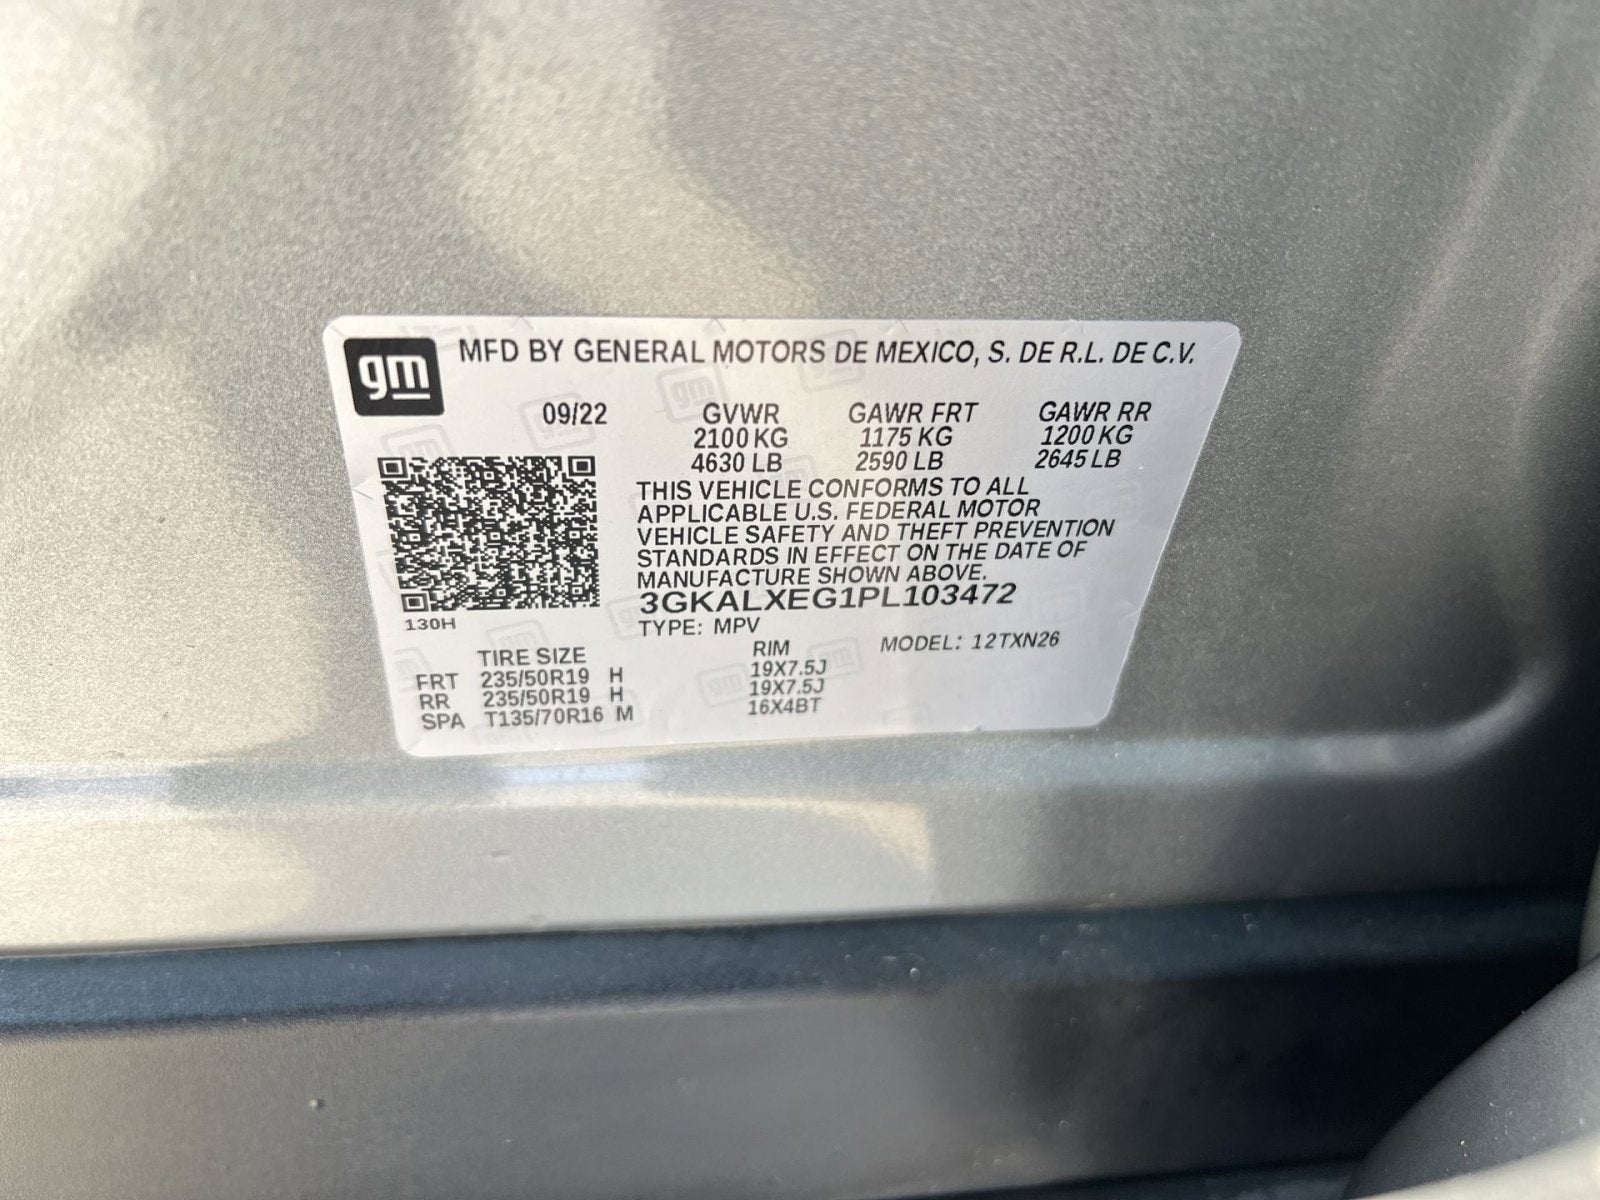 gm MFD BY GENERAL MOTORS DE MEXICO, S. DE R.L. DE C.V.
09/22 GVWR GAWR FRT GAWR RR
2100 KG 1175 KG 1200 KG
4630 LB 2590 LB 2645 LB
THIS VEHICLE CONFORMS TO ALL
APPLICABLE U.S. FEDERAL MOTOR
VEHICLE SAFETY AND THEFT PREVENTION
STANDARDS IN EFFECT ON THE DATE OF
MANUFACTURE SHOWN ABOVE.
3GKALXEG1PL103472
130H
TYPE: MPV MODEL: 12TXN26
TIRE SIZE RIM
FRT 235/50R19 H 19X7.5J
RR 235/50R19 H 19X7.5J
SPA T135/70R16 M 16X4BT